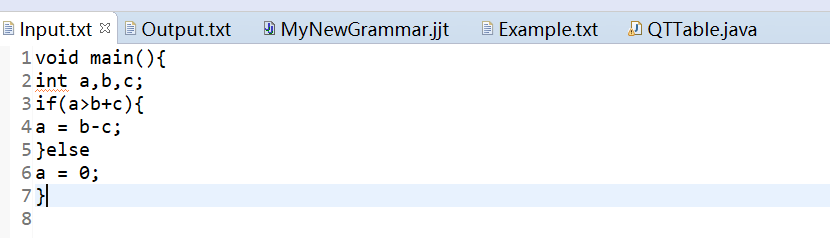 Input.txt Output.txt MyNewGrammar.jjt Example.txt QTTable.java
1 void main(){
2 int a,b,c;
3 if(a>b+c){
4 a = b-c;
5 }else
6 a = 0;
7 }
8